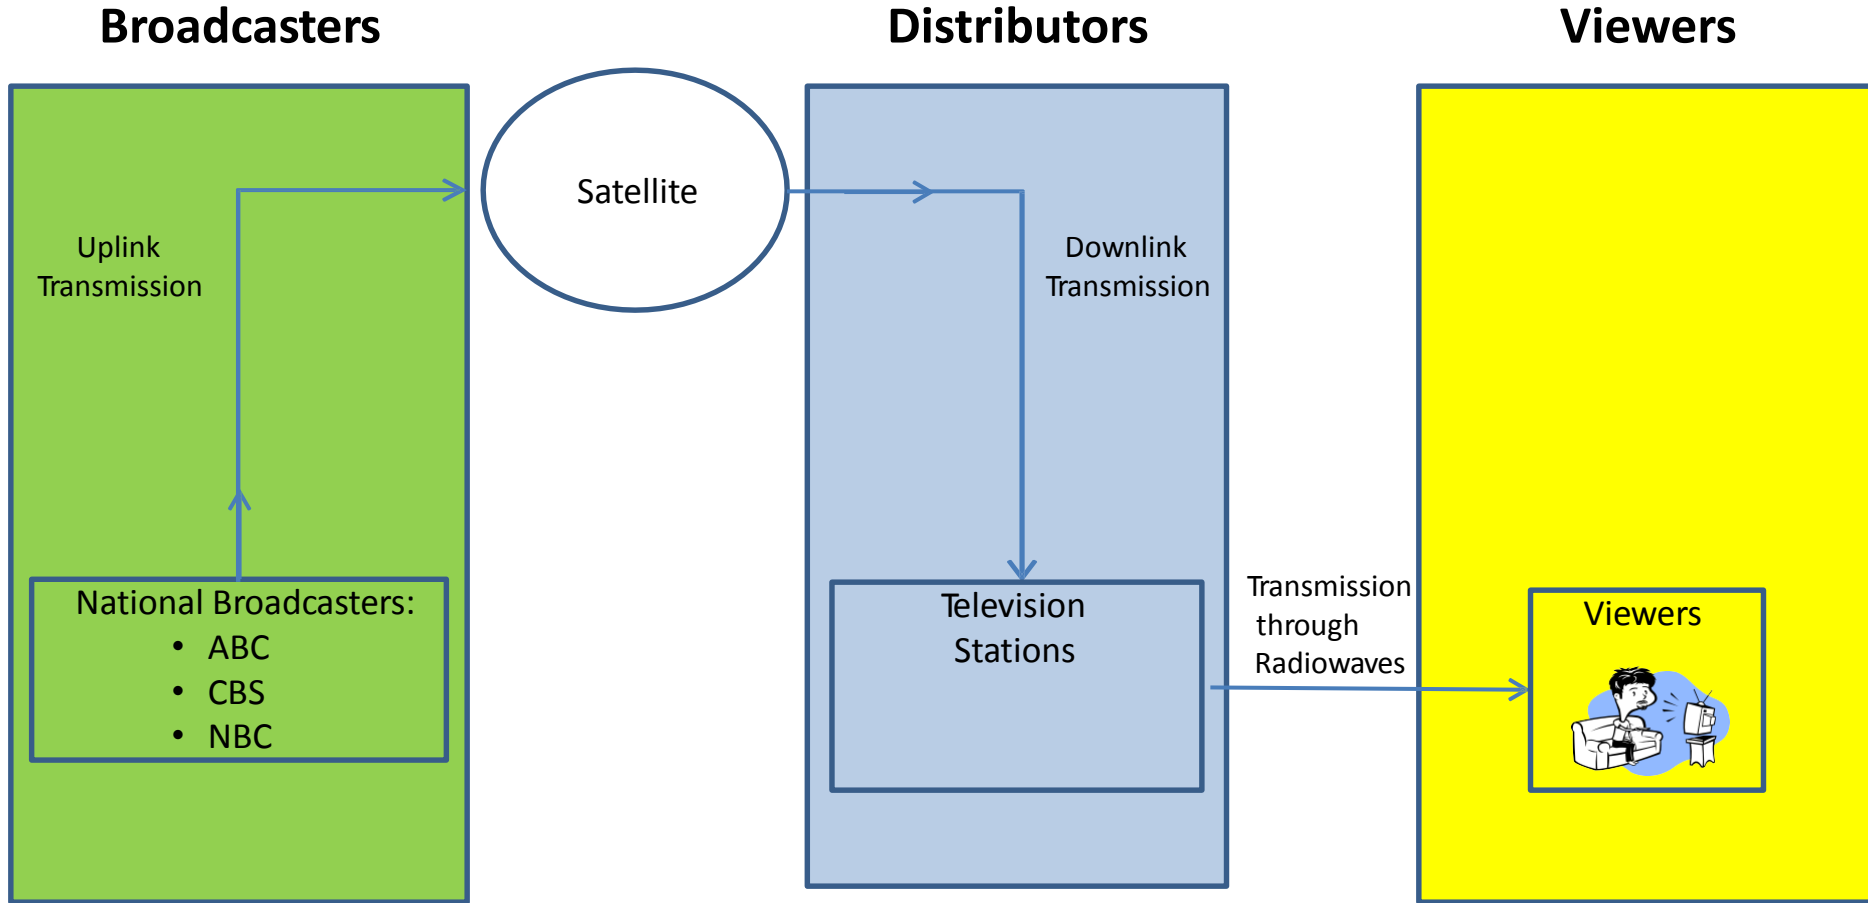 Broadcasters
Distributors
Viewers
Satellite
Uplink
Transmission
Downlink
Transmission
National Broadcasters:
• ABC
• CBS
• NBC
Television
Stations
Transmission
through
Radiowaves
Viewers